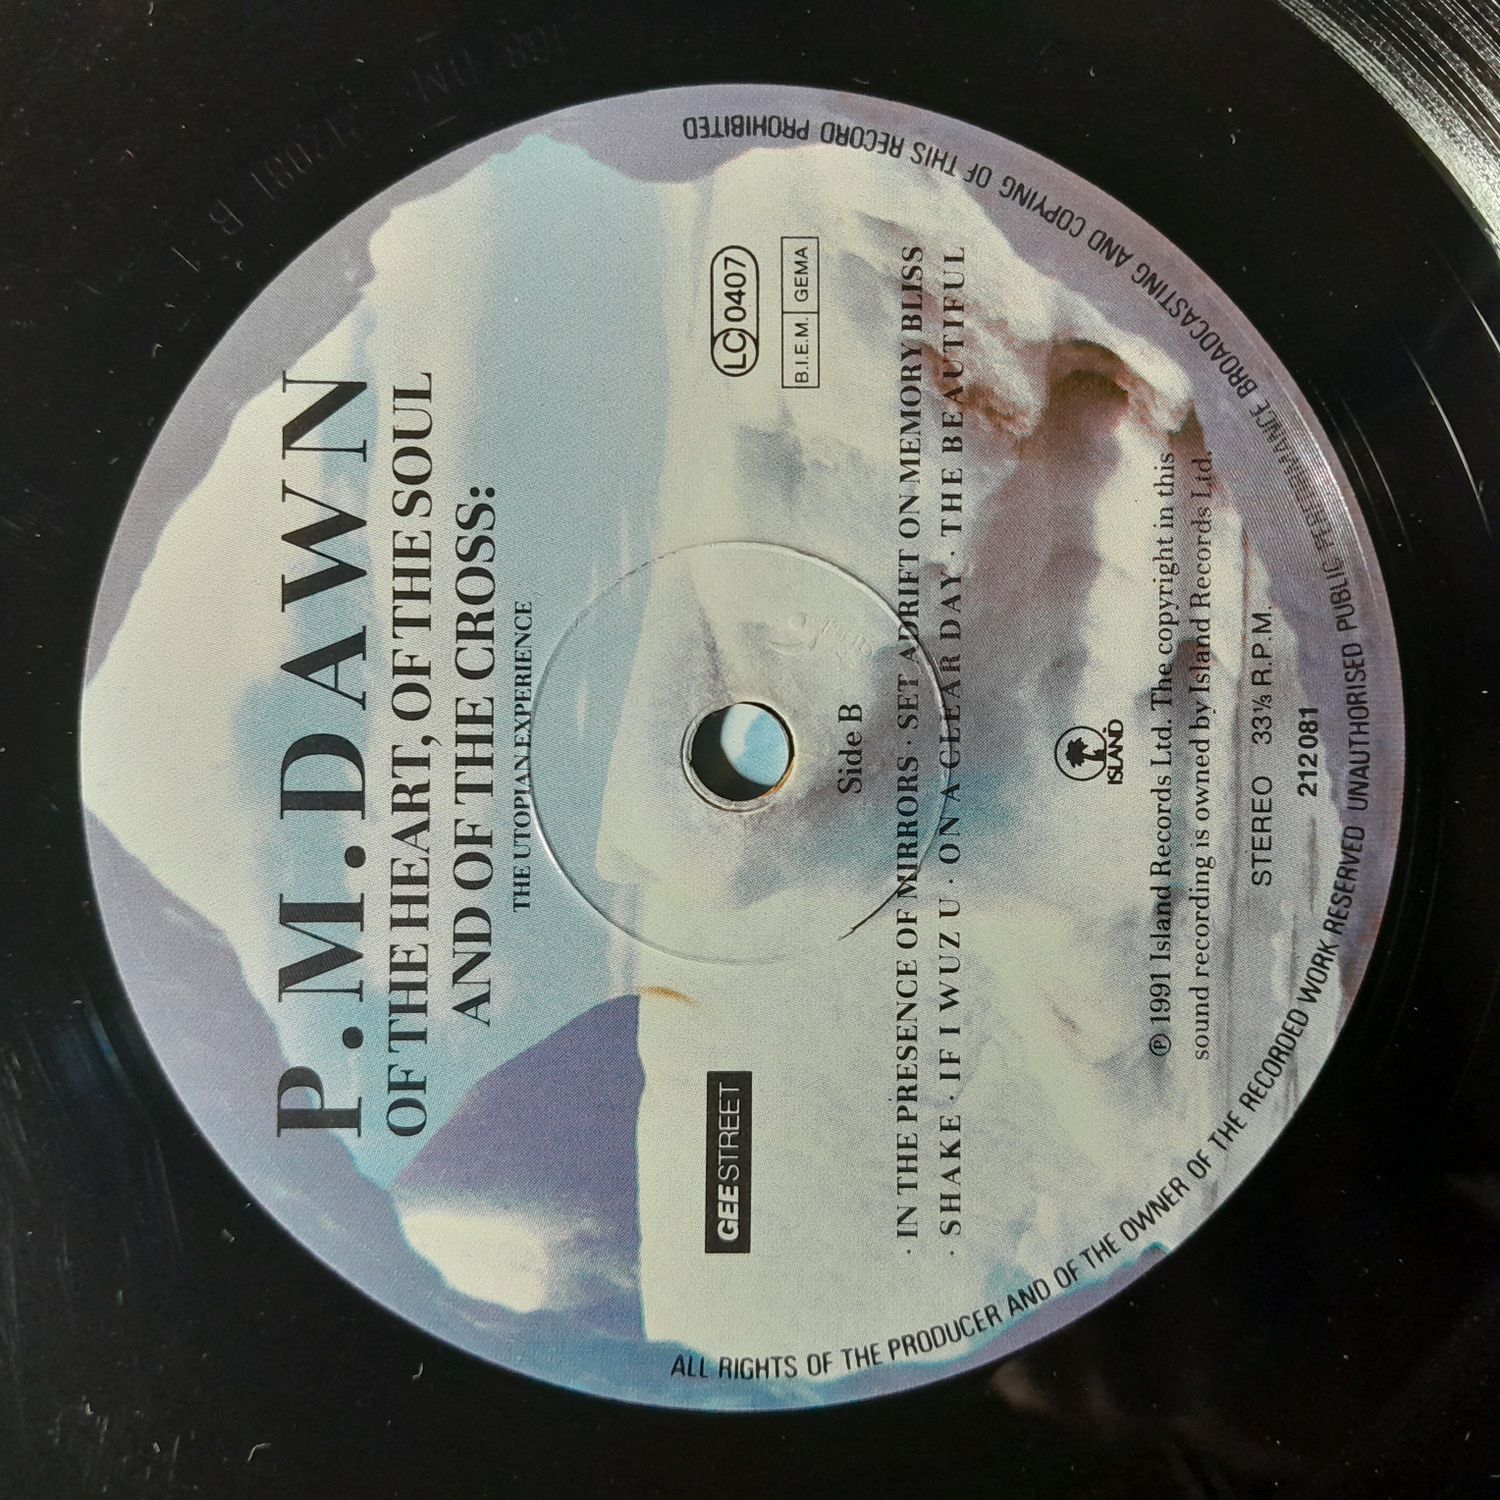 P.M.DAWN
OF THE HEART, OF THE SOUL
AND OF THE CROSS:
THE UTOPIAN EXPERIENCE
GEE STREET
LC 0407
B.I.E.M. GEMA
Side B
· IN THE PRESENCE OF MIRRORS · SET ADRIFT ON MEMORY BLISS
· SHAKE · IF I WUZ U · ON A CLEAR DAY · THE BEAUTIFUL
ISLAND
℗ 1991 Island Records Ltd. The copyright in this
sound recording is owned by Island Records Ltd.
STEREO 33⅓ R.P.M.
212 081
ALL RIGHTS OF THE PRODUCER AND OF THE OWNER OF THE RECORDED WORK RESERVED UNAUTHORISED PUBLIC PERFORMANCE BROADCASTING AND COPYING OF THIS RECORD PROHIBITED